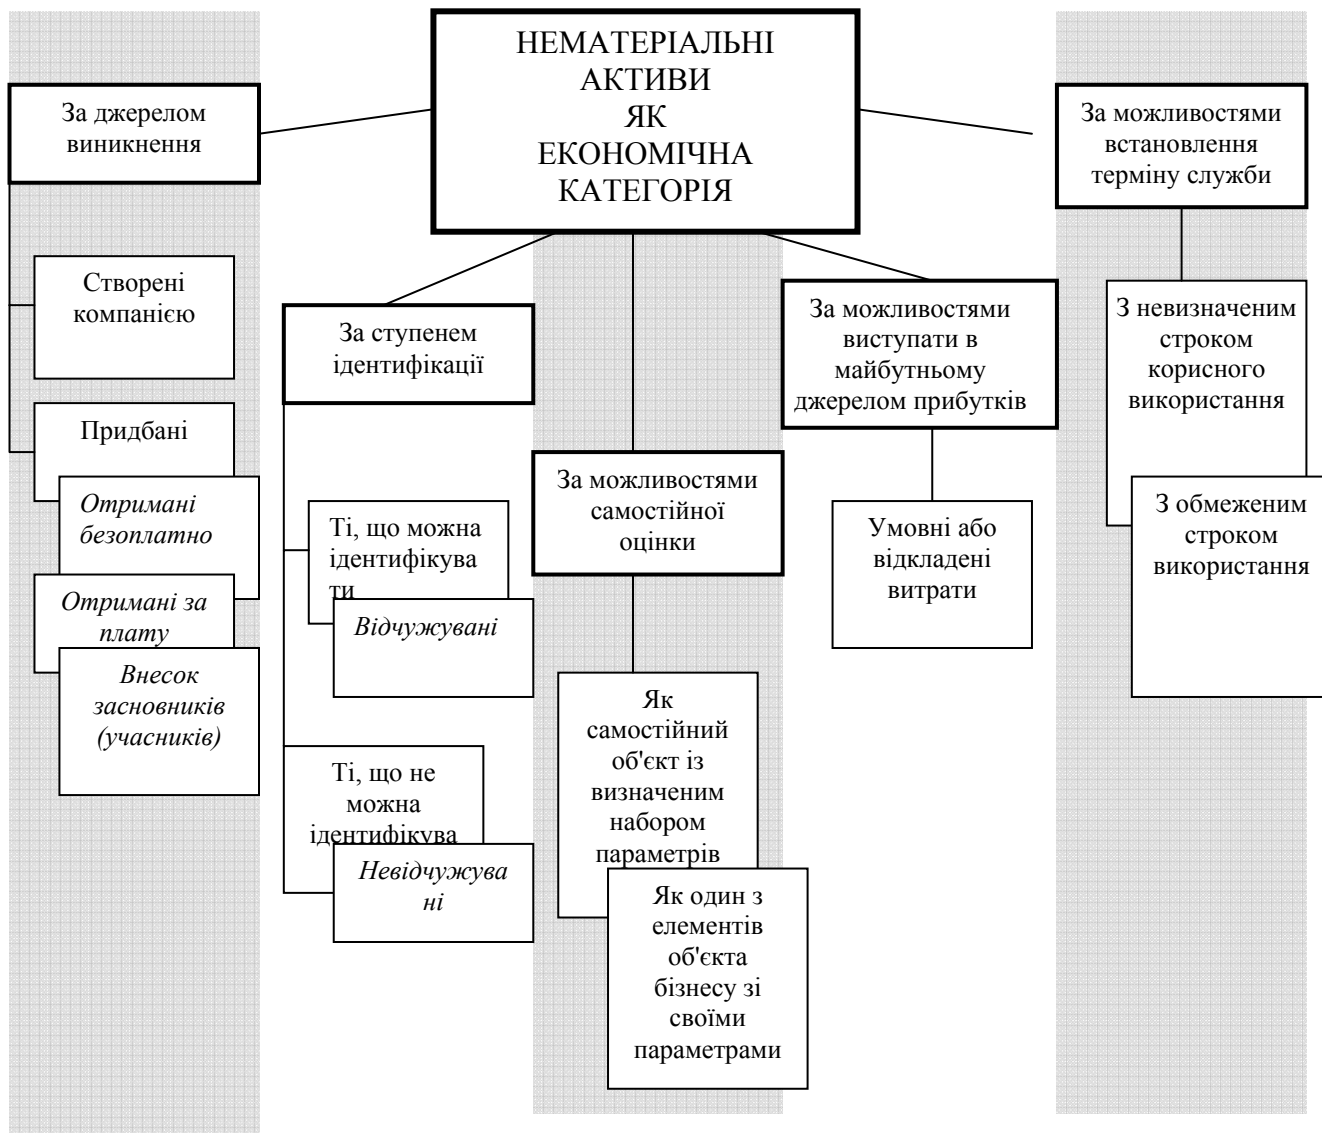 НЕМАТЕРІАЛЬНІ
АКТИВИ
ЯК
ЕКОНОМІЧНА
КАТЕГОРІЯ
За джерелом
виникнення
Створені
компанією
Придбані
Отримані
безоплатно
Отримані за
плату
Внесок
засновників
(учасників)
За ступенем
ідентифікації
Ті, що можна
ідентифікува
ти
Відчужувані
Ті, що не
можна
ідентифікува
Невідчужува
ні
За можливостями
самостійної
оцінки
Як
самостійний
об'єкт із
визначеним
набором
параметрів
Як один з
елементів
об'єкта
бізнесу зі
своїми
параметрами
За можливостями
виступати в
майбутньому
джерелом прибутків
Умовні або
відкладені
витрати
За можливостями
встановлення
терміну служби
З невизначеним
строком
корисного
використання
З обмеженим
строком
використання